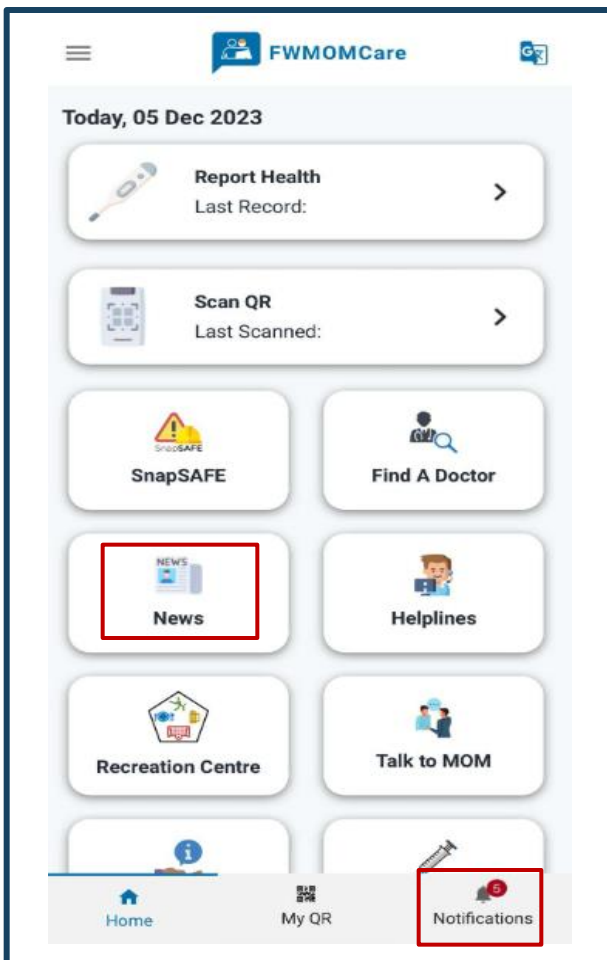 FWMOMCare
Today, 05 Dec 2023
Report Health
Last Record:
Scan QR
Last Scanned:
SnapSAFE
SnapSAFE
Find A Doctor
NEWS
News
Helplines
Recreation Centre
Talk to MOM
5
Home
My QR
Notifications